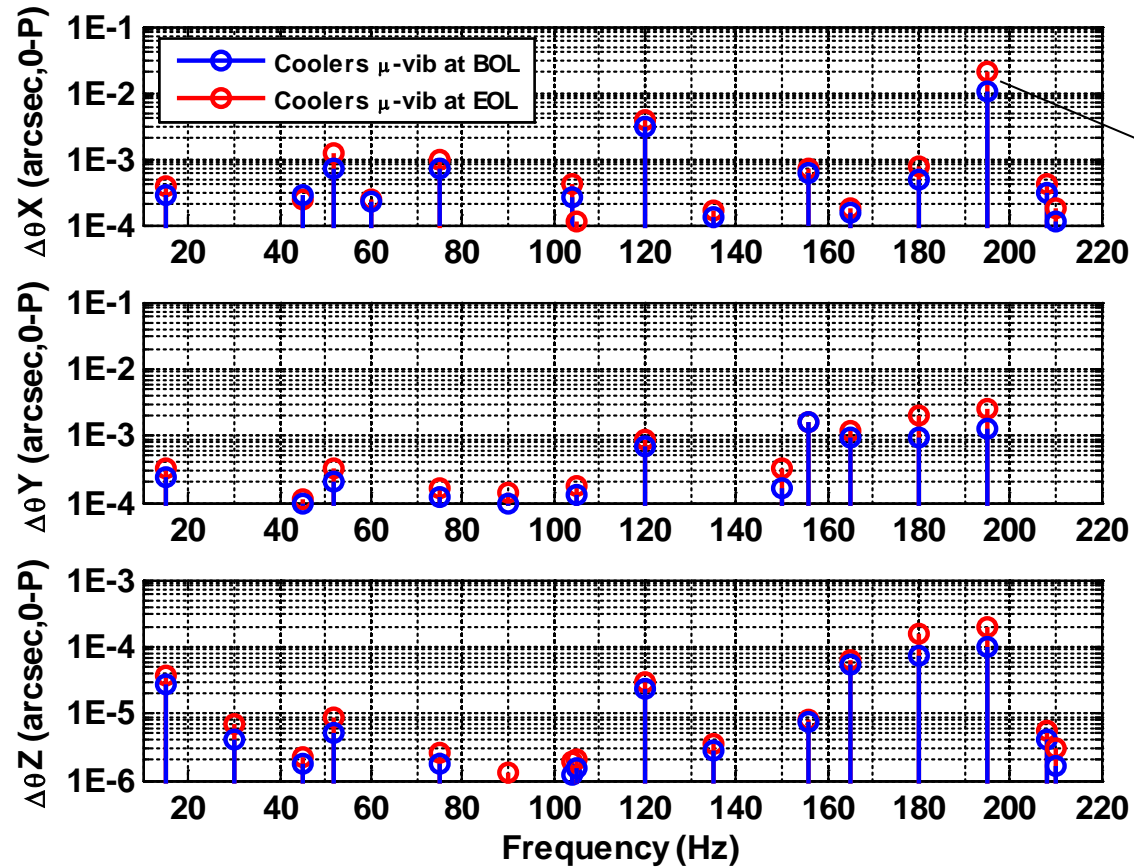 ΔθX (arcsec,0-P)
1E-1
1E-2
1E-3
1E-4
Coolers μ-vib at BOL
Coolers μ-vib at EOL
20 40 60 80 100 120 140 160 180 200 220
ΔθY (arcsec,0-P)
1E-1
1E-2
1E-3
1E-4
20 40 60 80 100 120 140 160 180 200 220
ΔθZ (arcsec,0-P)
1E-3
1E-4
1E-5
1E-6
20 40 60 80 100 120 140 160 180 200 220
Frequency (Hz)